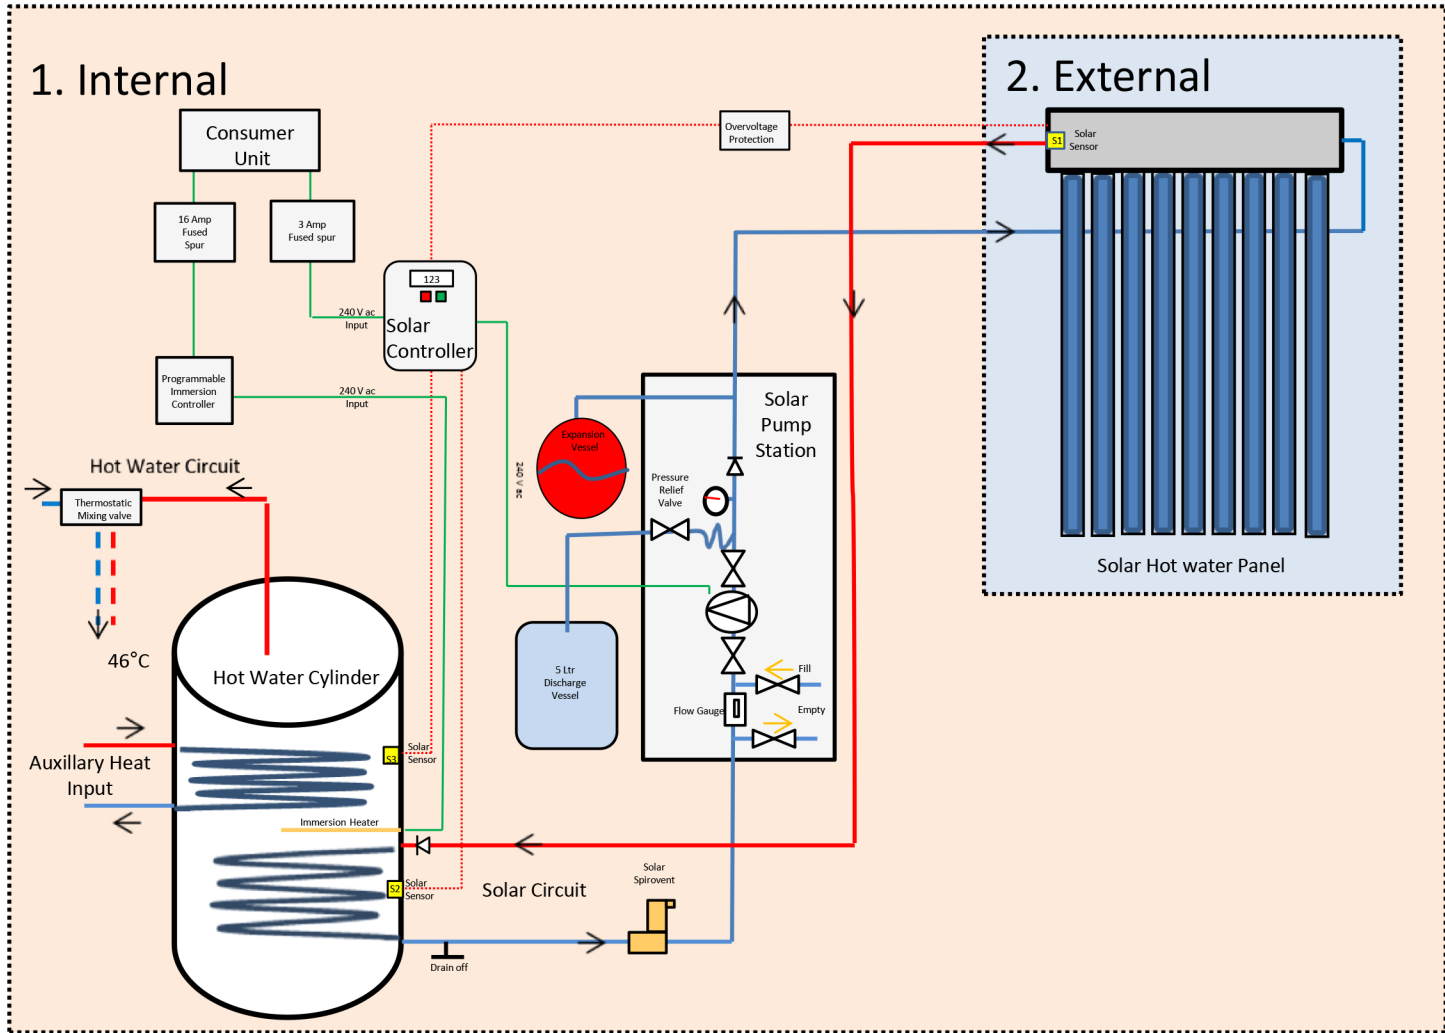 1. Internal
2. External
Consumer
Unit
16 Amp
Fused
Spur
3 Amp
Fused spur
Overvoltage
Protection
S1
Solar
Sensor
123
Solar
Controller
240 V ac
Input
Programmable
Immersion
Controller
240 V ac
Input
Solar
Pump
Station
Expansion
Vessel
240 V ac
Pressure
Relief
Valve
Hot Water Circuit
Thermostatic
Mixing valve
46°C
Hot Water Cylinder
Solar Hot water Panel
5 Ltr
Discharge
Vessel
Fill
Flow Gauge
Empty
Auxillary Heat
Input
S3
Solar
Sensor
Immersion Heater
S2
Solar
Sensor
Solar Circuit
Solar
Spirovent
Drain off